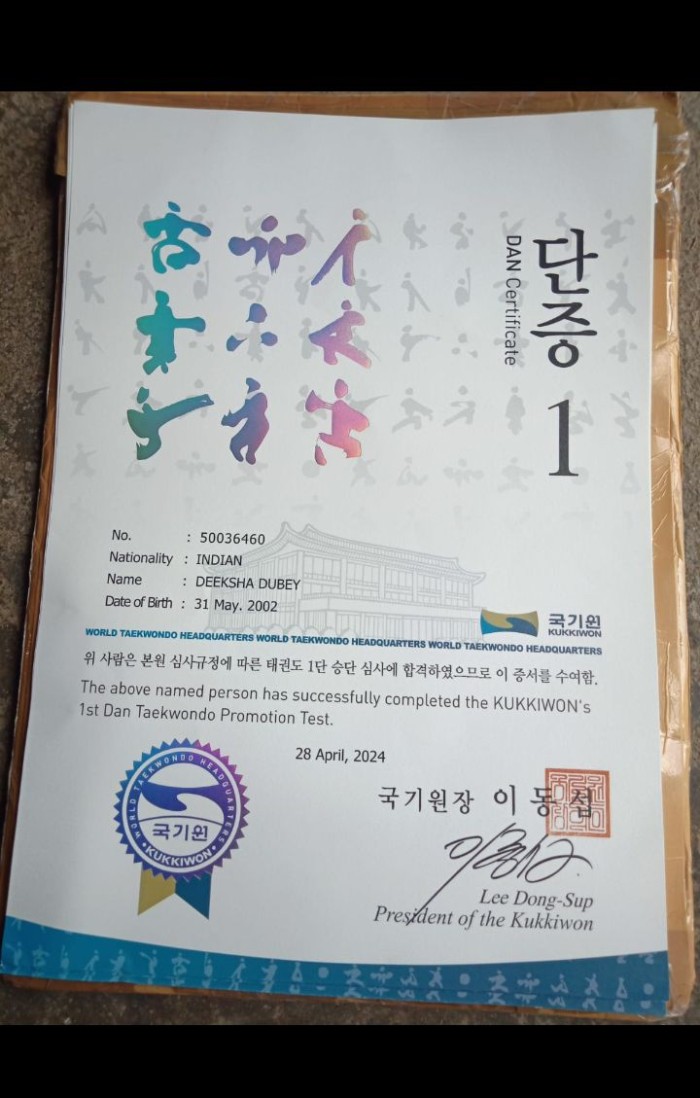 단증 1
DAN Certificate
No. : 50036460
Nationality : INDIAN
Name : DEEKSHA DUBEY
Date of Birth : 31 May. 2002
국기원
KUKKIWON
WORLD TAEKWONDO HEADQUARTERS WORLD TAEKWONDO HEADQUARTERS WORLD TAEKWONDO HEADQUARTERS
위 사람은 본원 심사규정에 따른 태권도 1단 승단 심사에 합격하였으므로 이 증서를 수여함.
The above named person has successfully completed the KUKKIWON's
1st Dan Taekwondo Promotion Test.
28 April, 2024
WORLD TAEKWONDO HEADQUARTERS
국기원
KUKKIWON
국기원장 이동섭
Lee Dong-Sup
President of the Kukkiwon